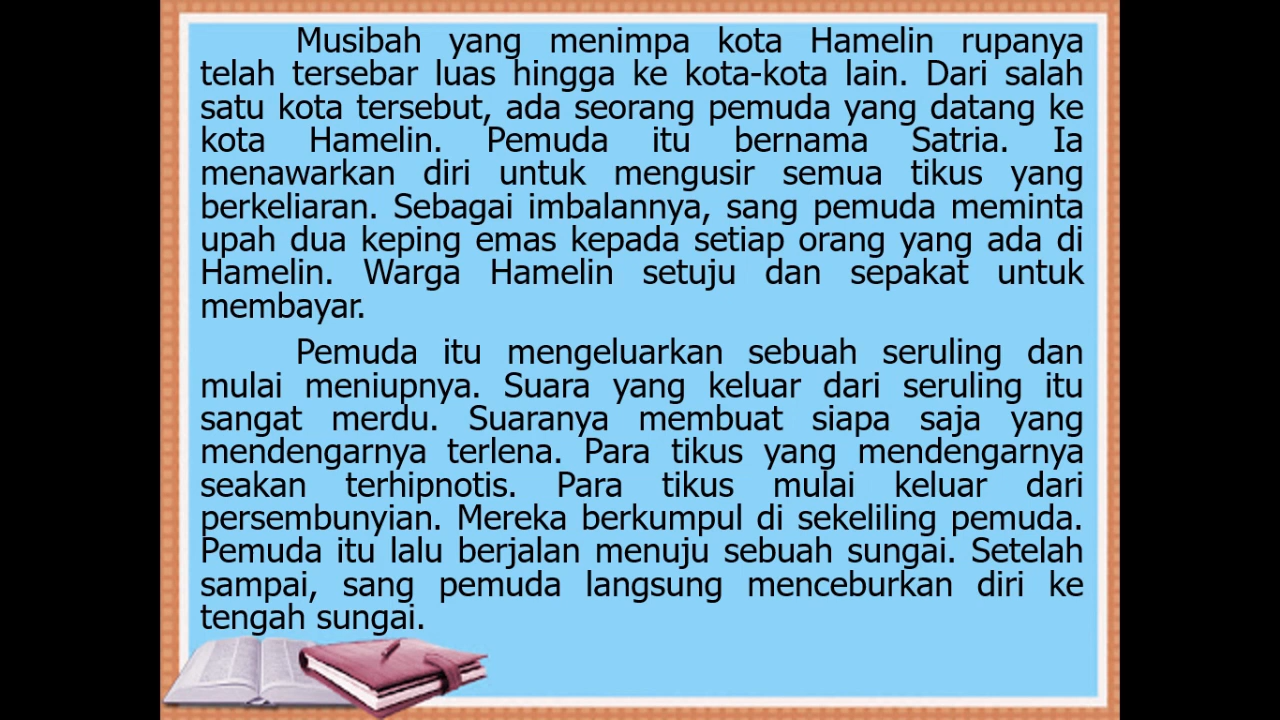 Musibah yang menimpa kota Hamelin rupanya
telah tersebar luas hingga ke kota-kota lain. Dari salah
satu kota tersebut, ada seorang pemuda yang datang ke
kota Hamelin. Pemuda itu bernama Satria. Ia
menawarkan diri untuk mengusir semua tikus yang
berkeliaran. Sebagai imbalannya, sang pemuda meminta
upah dua keping emas kepada setiap orang yang ada di
Hamelin. Warga Hamelin setuju dan sepakat untuk
membayar.
Pemuda itu mengeluarkan sebuah seruling dan
mulai meniupnya. Suara yang keluar dari seruling itu
sangat merdu. Suaranya membuat siapa saja yang
mendengarnya terlena. Para tikus yang mendengarnya
seakan terhipnotis. Para tikus mulai keluar dari
persembunyian. Mereka berkumpul di sekeliling pemuda.
Pemuda itu lalu berjalan menuju sebuah sungai. Setelah
sampai, sang pemuda langsung menceburkan diri ke
tengah sungai.